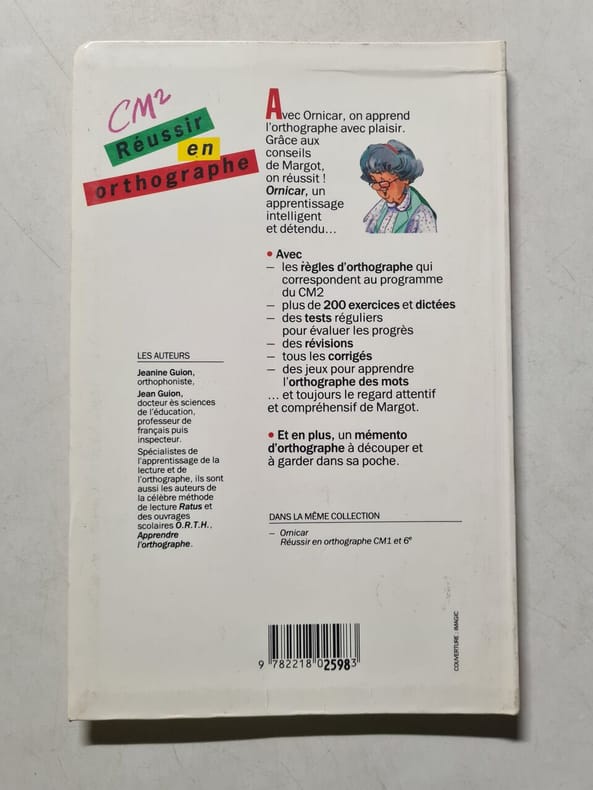 CM2
Réussir
en
orthographe
Avec Ornicar, on apprend
l'orthographe avec plaisir.
Grâce aux
conseils
de Margot,
on réussit !
Ornicar, un
apprentissage
intelligent
et détendu...
• Avec
– les règles d'orthographe qui
correspondent au programme
du CM2
– plus de 200 exercices et dictées
– des tests réguliers
pour évaluer les progrès
– des révisions
– tous les corrigés
– des jeux pour apprendre
l'orthographe des mots
... et toujours le regard attentif
et compréhensif de Margot.
• Et en plus, un mémento
d'orthographe à découper et
à garder dans sa poche.
LES AUTEURS
Jeanine Guion,
orthophoniste,
Jean Guion,
docteur ès sciences
de l'éducation,
professeur de
français puis
inspecteur.
Spécialistes de
l'apprentissage de la
lecture et de
l'orthographe, ils sont
aussi les auteurs de
la célèbre méthode
de lecture Ratus et
des ouvrages
scolaires O.R.T.H.,
Apprendre
l'orthographe.
DANS LA MÊME COLLECTION
– Ornicar
Réussir en orthographe CM1 et 6e
9 782218 025983
COUVERTURE : IMAGIC